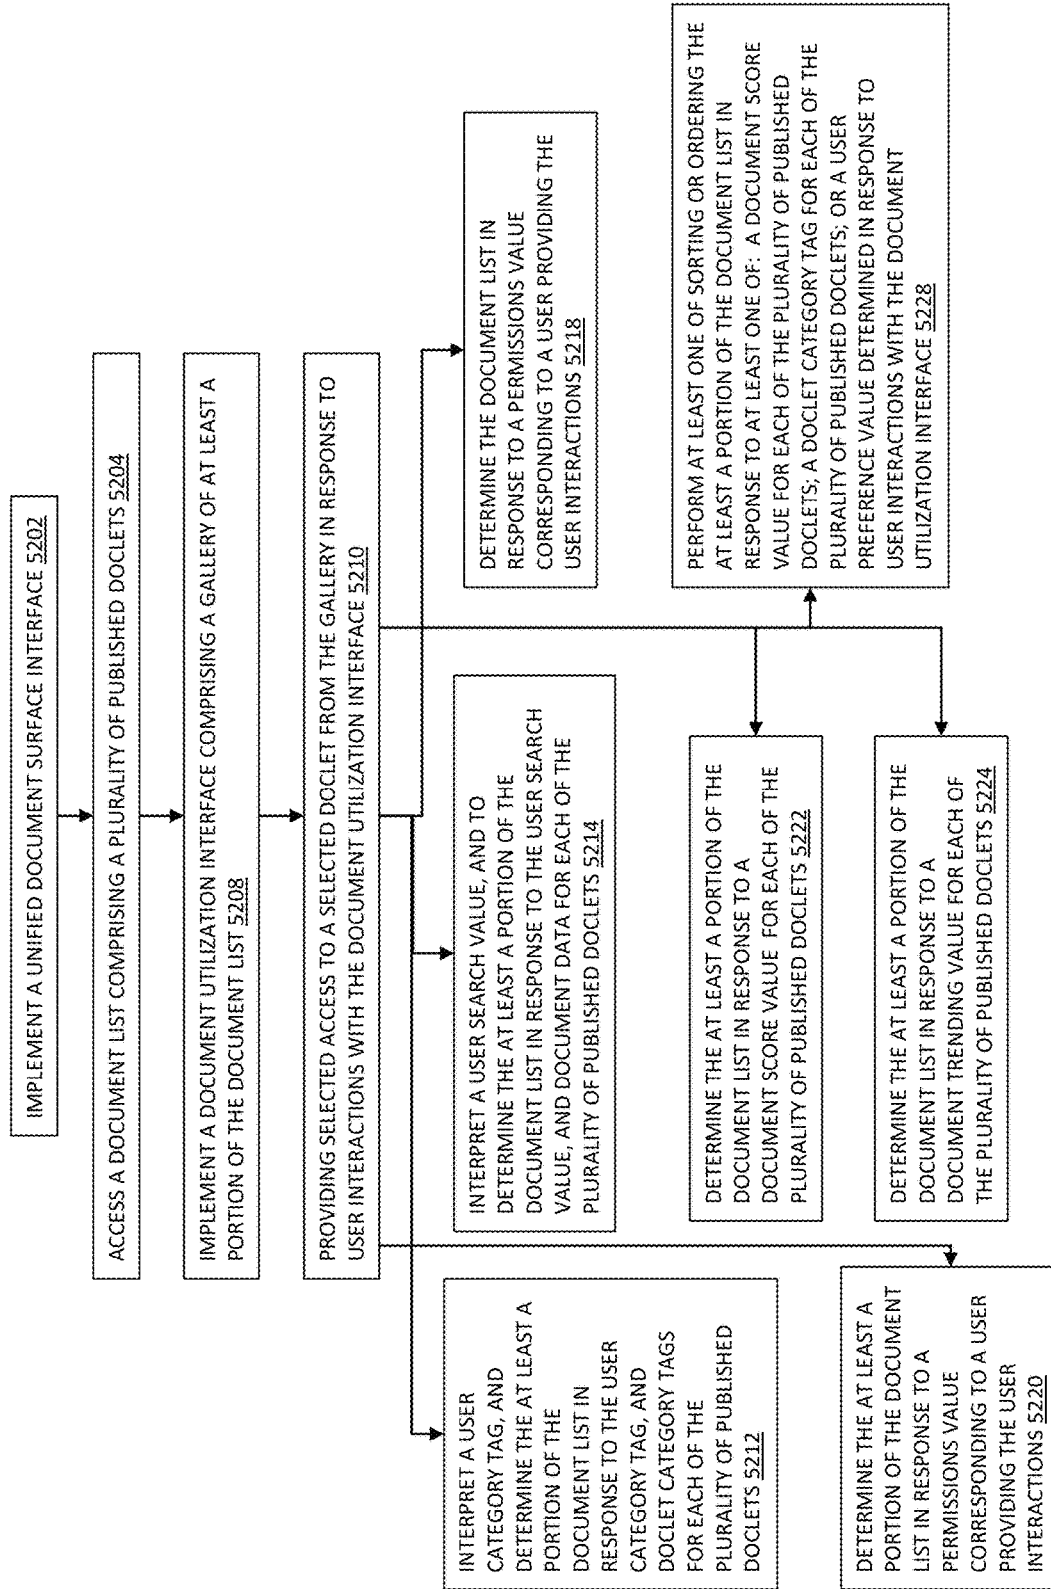 IMPLEMENT A UNIFIED DOCUMENT SURFACE INTERFACE 5202
ACCESS A DOCUMENT LIST COMPRISING A PLURALITY OF PUBLISHED DOCLETS 5204
IMPLEMENT A DOCUMENT UTILIZATION INTERFACE COMPRISING A GALLERY OF AT LEAST A
PORTION OF THE DOCUMENT LIST 5208
PROVIDING SELECTED ACCESS TO A SELECTED DOCLET FROM THE GALLERY IN RESPONSE TO
USER INTERACTIONS WITH THE DOCUMENT UTILIZATION INTERFACE 5210
INTERPRET A USER
CATEGORY TAG, AND
DETERMINE THE AT LEAST A
PORTION OF THE
DOCUMENT LIST IN
RESPONSE TO THE USER
CATEGORY TAG, AND
DOCLET CATEGORY TAGS
FOR EACH OF THE
PLURALITY OF PUBLISHED
DOCLETS 5212
INTERPRET A USER SEARCH VALUE, AND TO
DETERMINE THE AT LEAST A PORTION OF THE
DOCUMENT LIST IN RESPONSE TO THE USER SEARCH
VALUE, AND DOCUMENT DATA FOR EACH OF THE
PLURALITY OF PUBLISHED DOCLETS 5214
DETERMINE THE DOCUMENT LIST IN
RESPONSE TO A PERMISSIONS VALUE
CORRESPONDING TO A USER PROVIDING THE
USER INTERACTIONS 5218
DETERMINE THE AT LEAST A
PORTION OF THE DOCUMENT
LIST IN RESPONSE TO A
PERMISSIONS VALUE
CORRESPONDING TO A USER
PROVIDING THE USER
INTERACTIONS 5220
DETERMINE THE AT LEAST A PORTION OF THE
DOCUMENT LIST IN RESPONSE TO A
DOCUMENT SCORE VALUE FOR EACH OF THE
PLURALITY OF PUBLISHED DOCLETS 5222
DETERMINE THE AT LEAST A PORTION OF THE
DOCUMENT LIST IN RESPONSE TO A
DOCUMENT TRENDING VALUE FOR EACH OF
THE PLURALITY OF PUBLISHED DOCLETS 5224
PERFORM AT LEAST ONE OF SORTING OR ORDERING THE
AT LEAST A PORTION OF THE DOCUMENT LIST IN
RESPONSE TO AT LEAST ONE OF: A DOCUMENT SCORE
VALUE FOR EACH OF THE PLURALITY OF PUBLISHED
DOCLETS; A DOCLET CATEGORY TAG FOR EACH OF THE
PLURALITY OF PUBLISHED DOCLETS; OR A USER
PREFERENCE VALUE DETERMINED IN RESPONSE TO
USER INTERACTIONS WITH THE DOCUMENT
UTILIZATION INTERFACE 5228